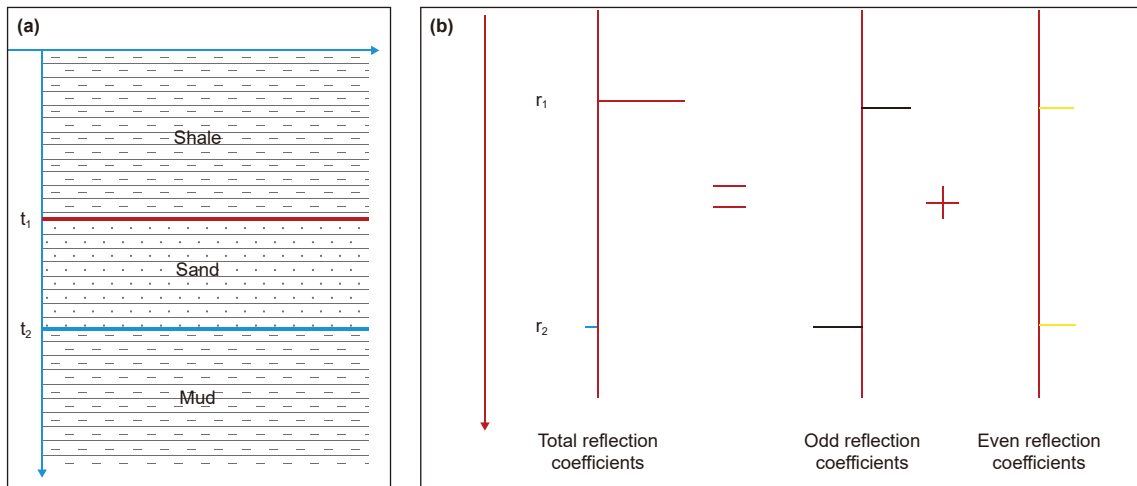 (a)
Shale
t₁
Sand
t₂
Mud
(b)
r₁
r₂
Total reflection
coefficients
Odd reflection
coefficients
Even reflection
coefficients